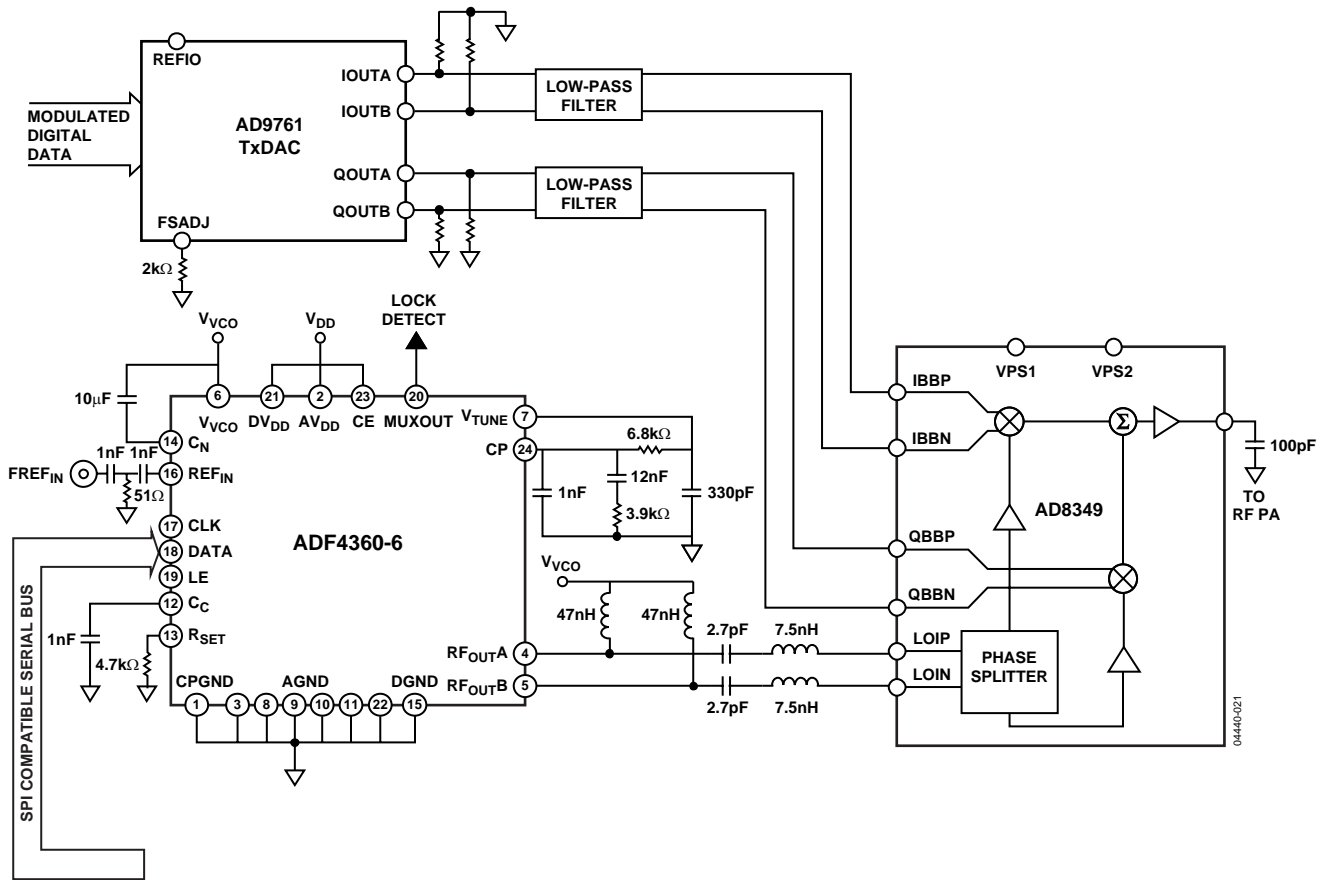 REFIO
IOUTA
IOUTB
AD9761
TxDAC
MODULATED
DIGITAL
DATA
QOUTA
QOUTB
FSADJ
2kΩ
LOW-PASS
FILTER
LOW-PASS
FILTER
VVCO
VDD
LOCK
DETECT
10µF
6
21
2
23
20
VVCO
DVDD
AVDD
CE
MUXOUT
VTUNE
7
14
CN
CP
24
6.8kΩ
1nF
1nF
FREFIN
16
REFIN
51Ω
1nF
12nF
3.9kΩ
330pF
17
CLK
18
DATA
19
LE
ADF4360-6
12
CC
13
RSET
1nF
4.7kΩ
VVCO
47nH
47nH
2.7pF
7.5nH
RFOUTA
4
RFOUTB
5
2.7pF
7.5nH
CPGND
AGND
DGND
1
3
8
9
10
11
22
15
SPI COMPATIBLE SERIAL BUS
VPS1
VPS2
IBBP
IBBN
Σ
100pF
TO
RF PA
AD8349
QBBP
QBBN
LOIP
LOIN
PHASE
SPLITTER
04440-021